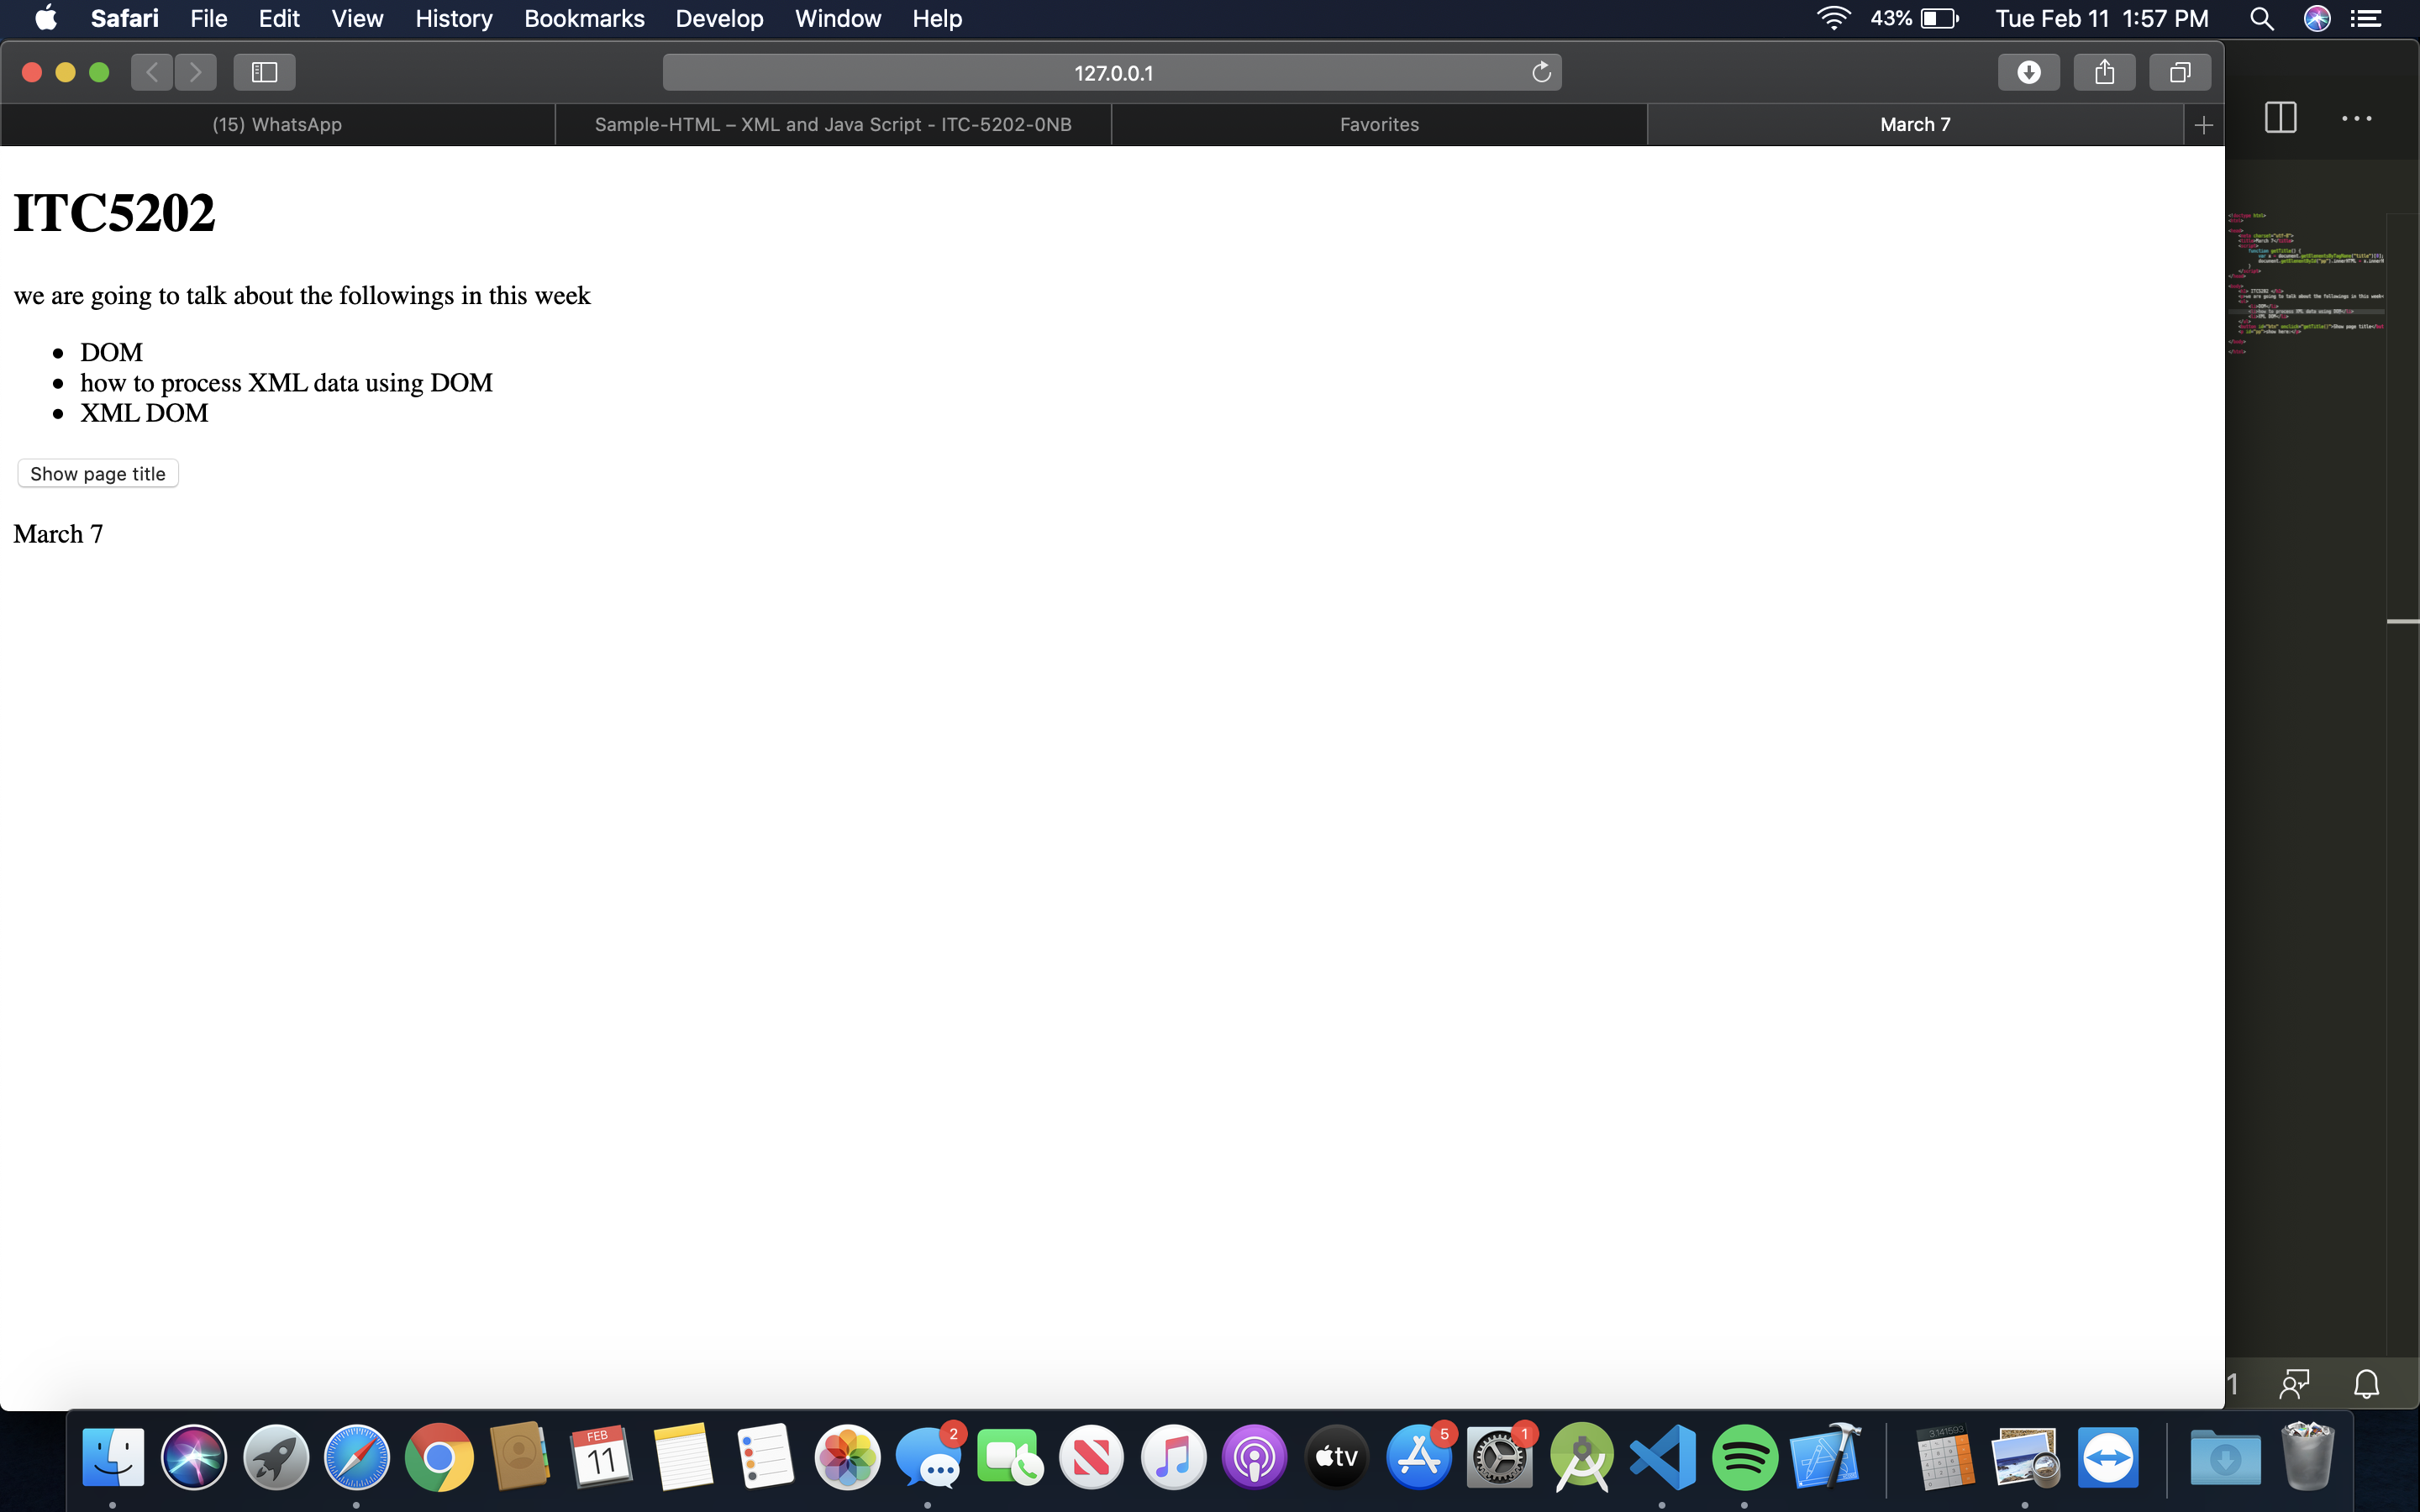 Safari File Edit View History Bookmarks Develop Window Help 43% Tue Feb 11 1:57 PM
127.0.0.1
(15) WhatsApp Sample-HTML – XML and Java Script - ITC-5202-0NB Favorites March 7
ITC5202
we are going to talk about the followings in this week
• DOM
• how to process XML data using DOM
• XML DOM
Show page title
March 7
1
FEB
11
2
tv
5
1
3.141593